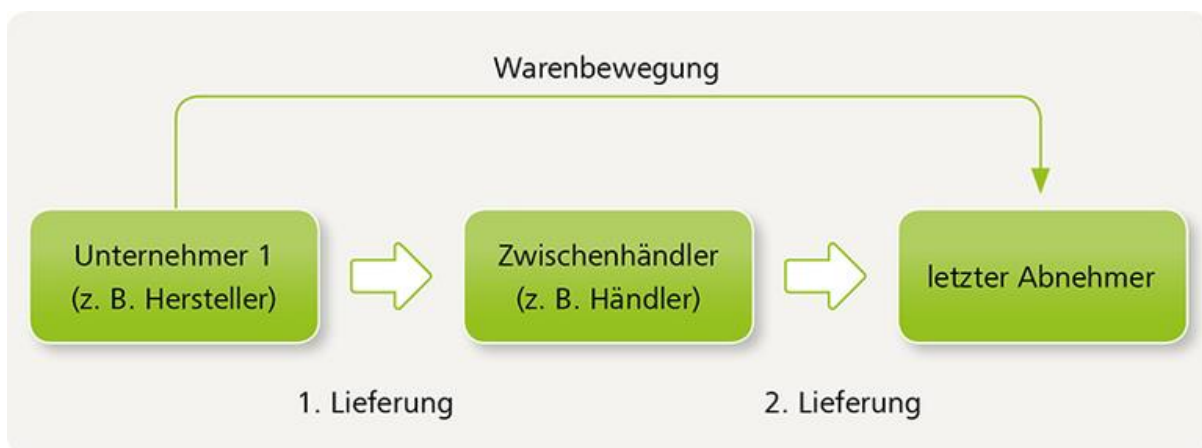 Warenbewegung
Unternehmer 1
(z. B. Hersteller)
Zwischenhändler
(z. B. Händler)
letzter Abnehmer
1. Lieferung
2. Lieferung